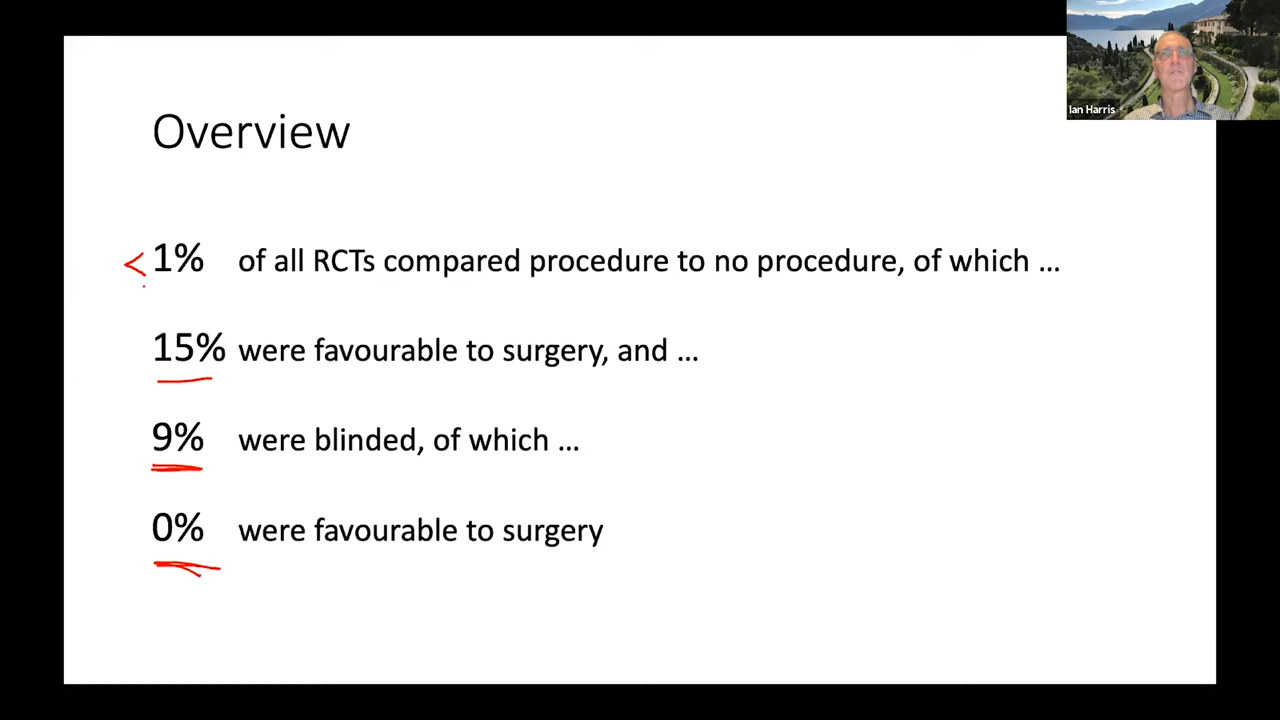 Ian Harris
Overview
<1% of all RCTs compared procedure to no procedure, of which ...
15% were favourable to surgery, and ...
9% were blinded, of which ...
0% were favourable to surgery